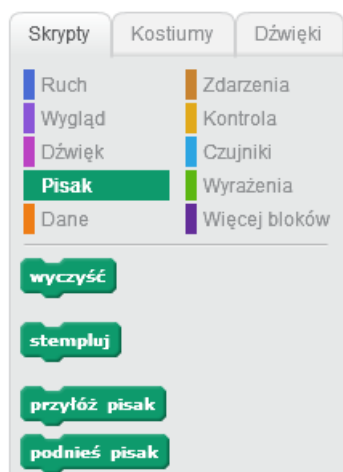 Skrypty Kostiumy Dźwięki
Ruch Zdarzenia
Wygląd Kontrola
Dźwięk Czujniki
Pisak Wyrażenia
Dane Więcej bloków
wyczyść
stempluj
przyłóż pisak
podnieś pisak